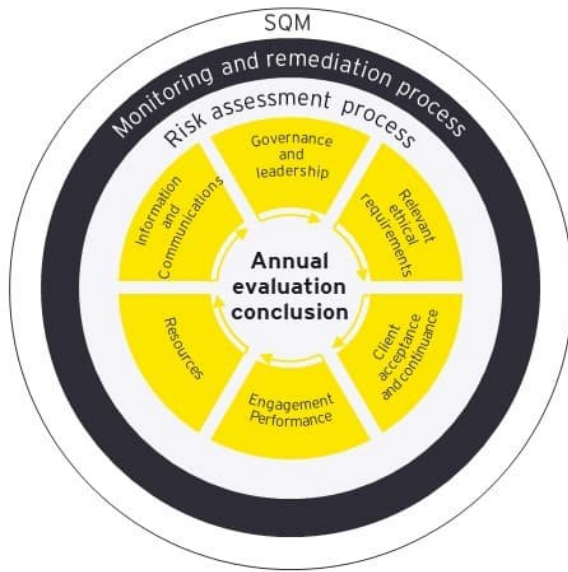 SQM
Monitoring and remediation process
Risk assessment process
Governance
and
leadership
Relevant
ethical
requirements
Client
acceptance
and continuance
Engagement
Performance
Resources
Information
and
Communications
Annual
evaluation
conclusion